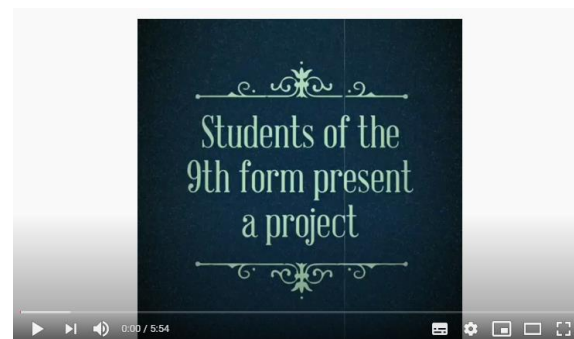 Students of the
9th form present
a project
0:00 / 5:54